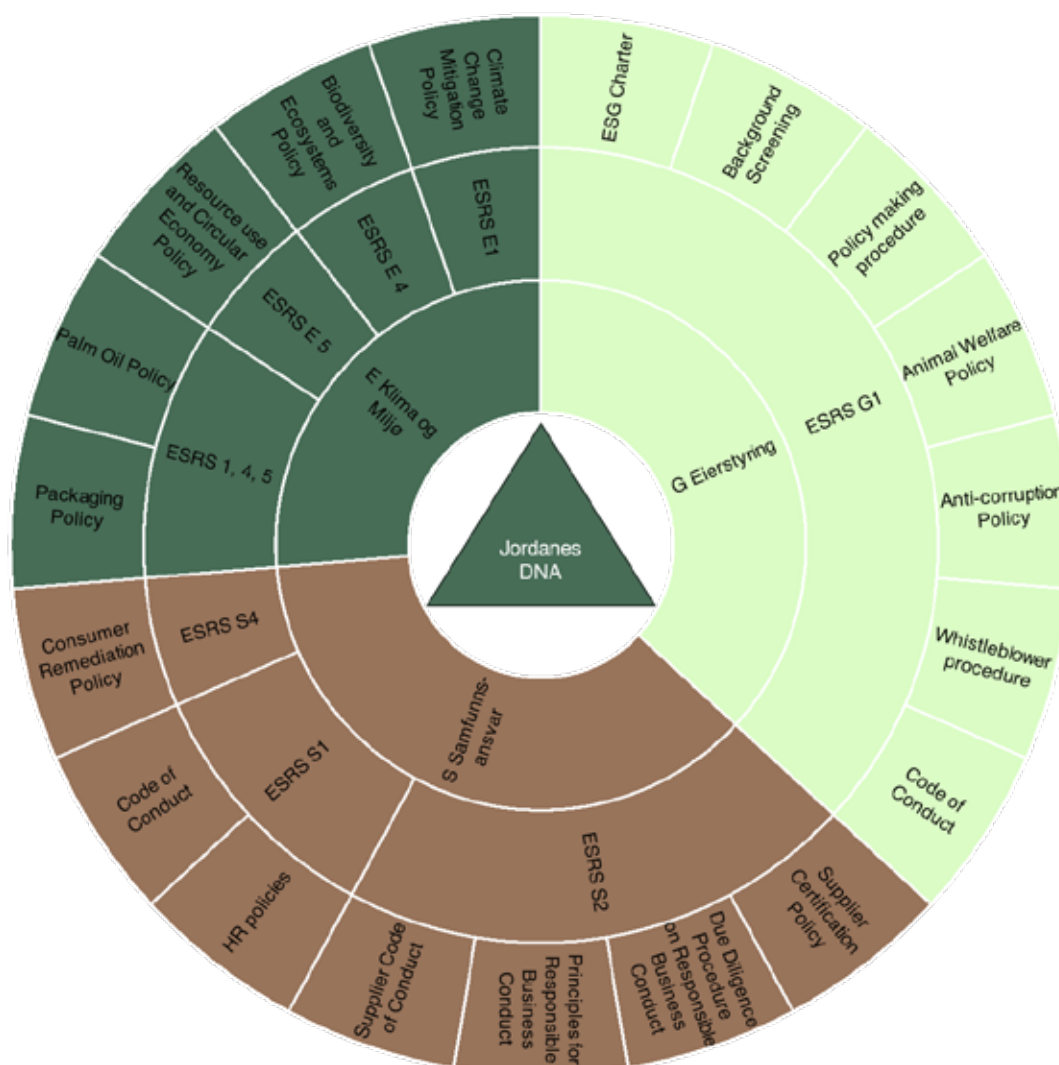 Jordanes
DNA
G Eierstyring
ESRS G1
ESG Charter
Background
Screening
Policy making
procedure
Animal Welfare
Policy
Anti-corruption
Policy
Whistleblower
procedure
Code of
Conduct
S Samfunns-
ansvar
ESRS S2
Supplier
Certification
Policy
Due Diligence
Procedure
on Responsible
Business
Conduct
Principles for
Responsible
Business
Conduct
Supplier Code
of Conduct
ESRS S1
HR policies
Code of
Conduct
ESRS S4
Consumer
Remediation
Policy
E Klima og
Miljø
ESRS 1, 4, 5
Packaging
Policy
Palm Oil Policy
ESRS E 5
Resource use
and Circular
Economy
Policy
ESRS E 4
Biodiversity
and
Ecosystems
Policy
ESRS E1
Climate
Change
Mitigation
Policy